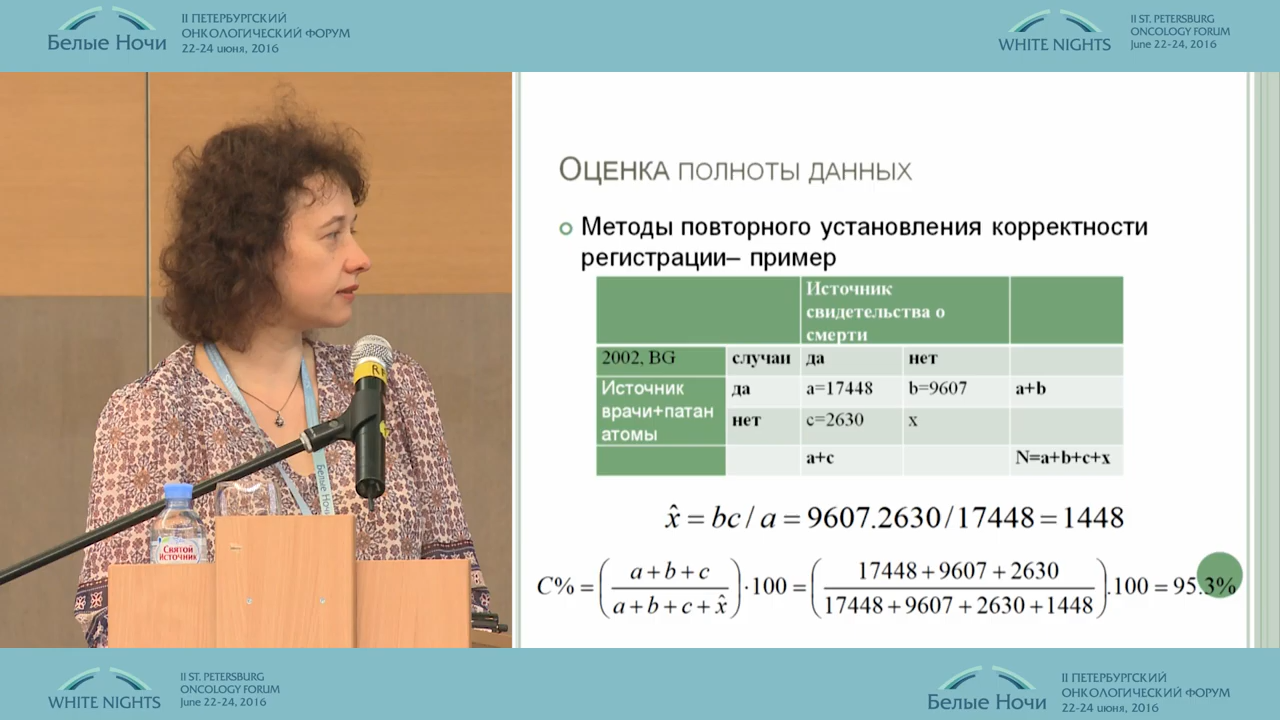 II ПЕТЕРБУРГСКИЙ
ОНКОЛОГИЧЕСКИЙ ФОРУМ
Белые Ночи
22-24 июня, 2016
II ST. PETERSBURG
ONCOLOGY FORUM
WHITE NIGHTS
June 22-24, 2016
ОЦЕНКА ПОЛНОТЫ ДАННЫХ
Методы повторного установления корректности
регистрации– пример
Источник
свидетельства о
смерти
2002, BG случаи да нет
Источник
врачи+патан
атомы
да a=17448 b=9607 a+b
нет c=2630 x
a+c N=a+b+c+x
x̂ = bc / a = 9607.2630 / 17448 = 1448
C% = ( (a+b+c) / (a+b+c+x̂) ) ·100 = ( (17448+9607+2630) / (17448+9607+2630+1448) ) .100 = 95.3%
R
Белые Ночи
СВЯТОЙ
ИСТОЧНИК
WHITE NIGHTS
II ST. PETERSBURG
ONCOLOGY FORUM
June 22-24, 2016
Белые Ночи
II ПЕТЕРБУРГСКИЙ
ОНКОЛОГИЧЕСКИЙ ФОРУМ
22-24 июня, 2016